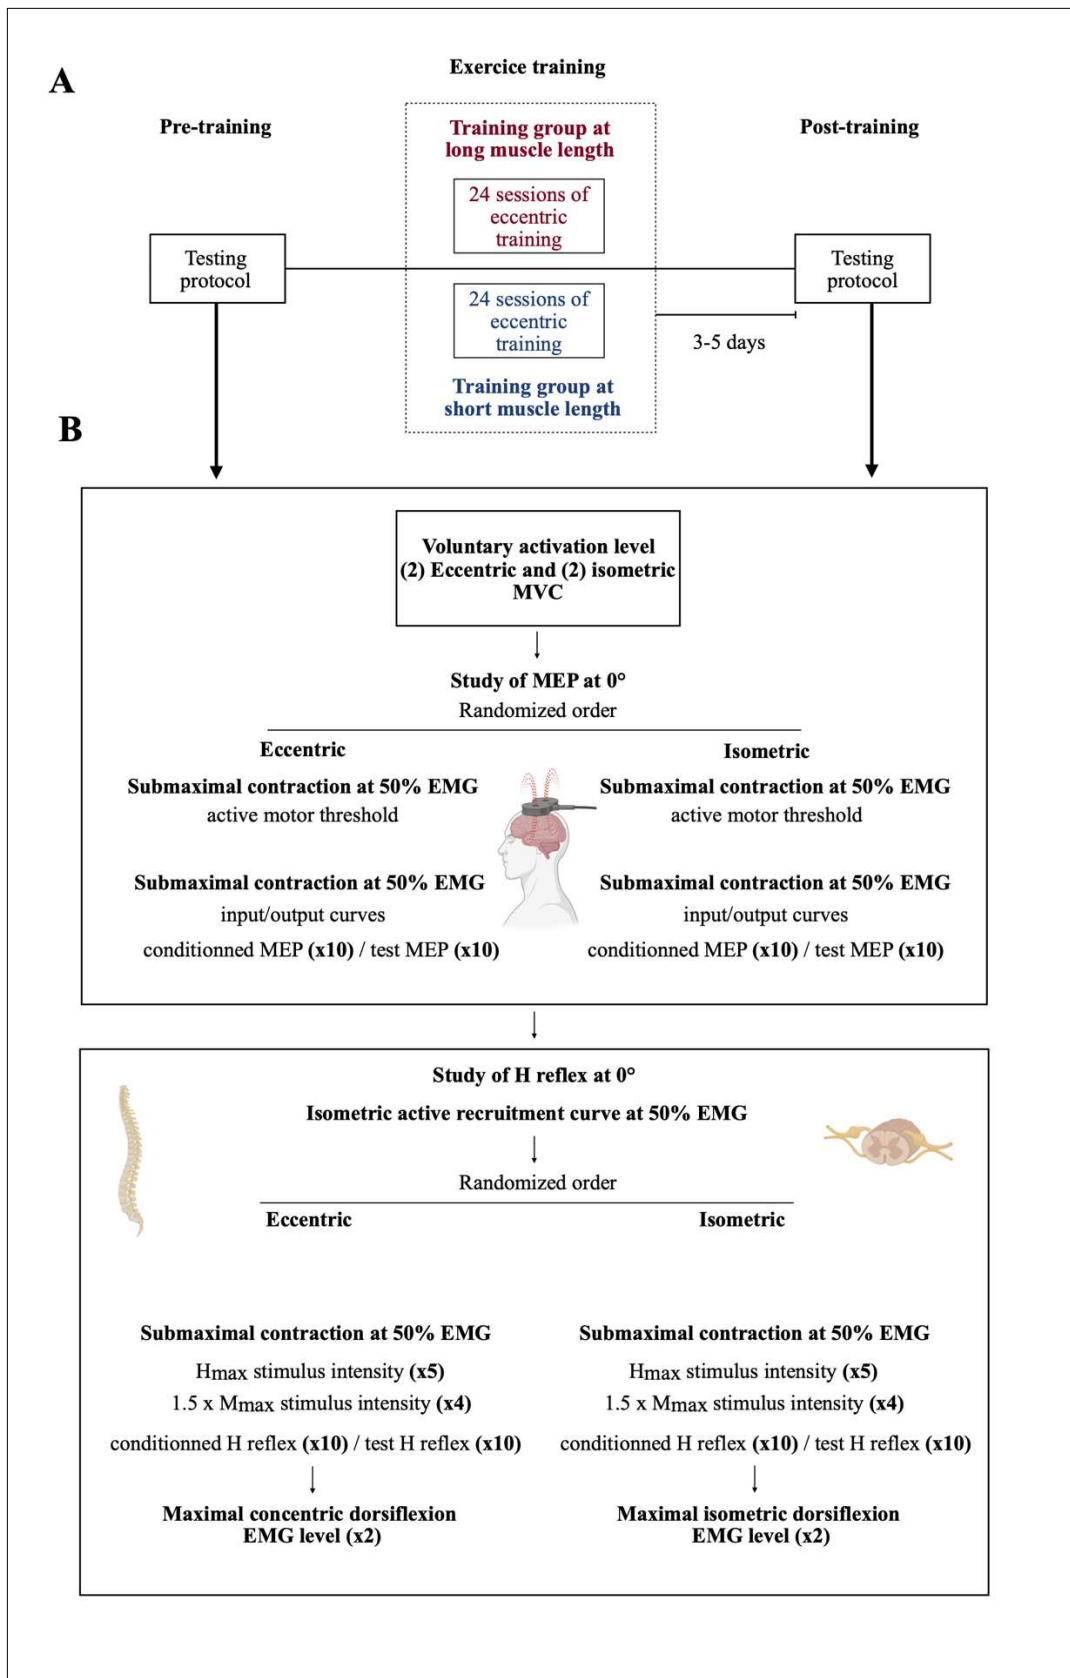 A
Exercice training
Pre-training
Post-training
Training group at
long muscle length
24 sessions of
eccentric
training
Testing
protocol
Testing
protocol
24 sessions of
eccentric
training
3-5 days
Training group at
short muscle length
B
Voluntary activation level
(2) Eccentric and (2) isometric
MVC
Study of MEP at 0°
Randomized order
Eccentric
Isometric
Submaximal contraction at 50% EMG
active motor threshold
Submaximal contraction at 50% EMG
active motor threshold
Submaximal contraction at 50% EMG
input/output curves
conditionned MEP (x10) / test MEP (x10)
Submaximal contraction at 50% EMG
input/output curves
conditionned MEP (x10) / test MEP (x10)
Study of H reflex at 0°
Isometric active recruitment curve at 50% EMG
Randomized order
Eccentric
Isometric
Submaximal contraction at 50% EMG
Hmax stimulus intensity (x5)
1.5 x Mmax stimulus intensity (x4)
conditionned H reflex (x10) / test H reflex (x10)
Maximal concentric dorsiflexion
EMG level (x2)
Submaximal contraction at 50% EMG
Hmax stimulus intensity (x5)
1.5 x Mmax stimulus intensity (x4)
conditionned H reflex (x10) / test H reflex (x10)
Maximal isometric dorsiflexion
EMG level (x2)